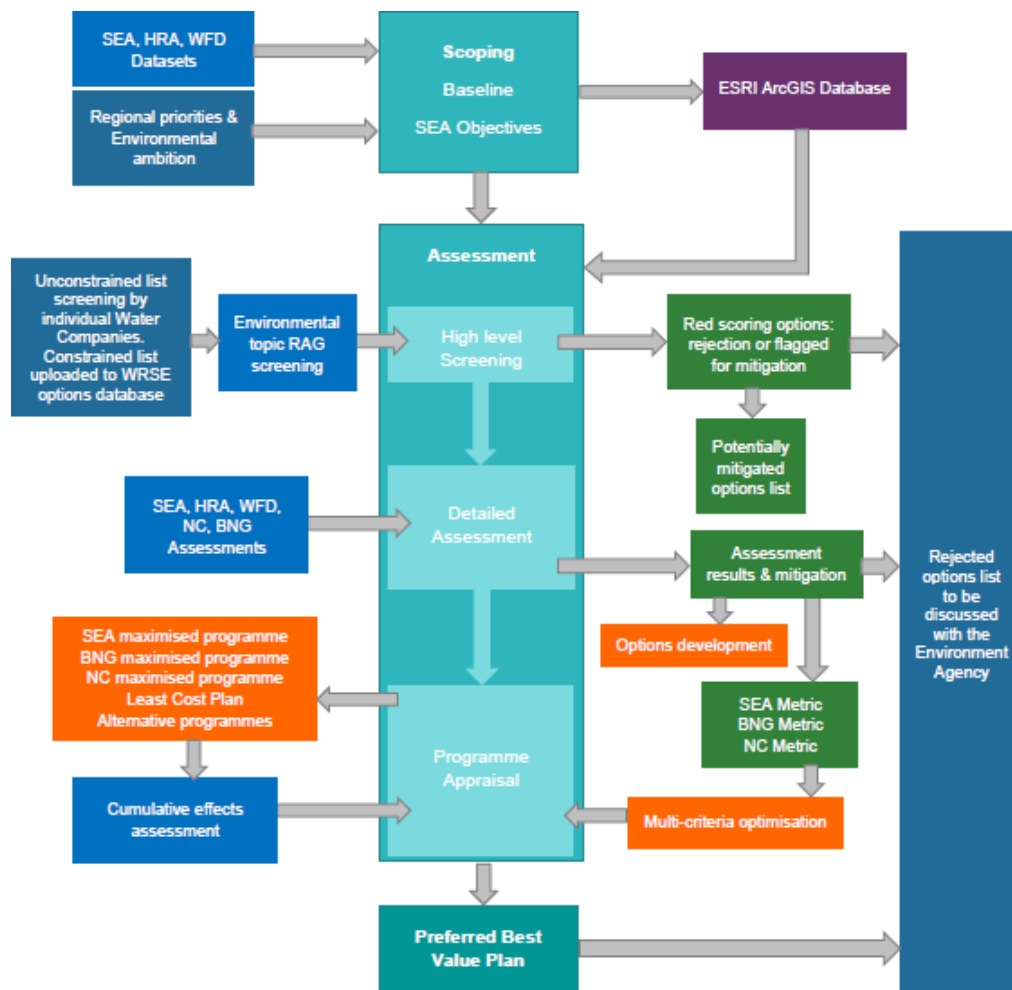 SEA, HRA, WFD
Datasets
Regional priorities &
Environmental
ambition
Scoping
Baseline
SEA Objectives
ESRI ArcGIS Database
Assessment
Unconstrained list
screening by
individual Water
Companies.
Constrained list
uploaded to WRSE
options database
Environmental
topic RAG
screening
High level
Screening
Red scoring options:
rejection or flagged
for mitigation
Potentially
mitigated
options list
SEA, HRA, WFD,
NC, BNG
Assessments
Detailed
Assessment
Assessment
results & mitigation
Options development
Rejected
options list
to be
discussed
with the
Environment
Agency
SEA maximised programme
BNG maximised programme
NC maximised programme
Least Cost Plan
Alternative programmes
SEA Metric
BNG Metric
NC Metric
Programme
Appraisal
Cumulative effects
assessment
Multi-criteria optimisation
Preferred Best
Value Plan